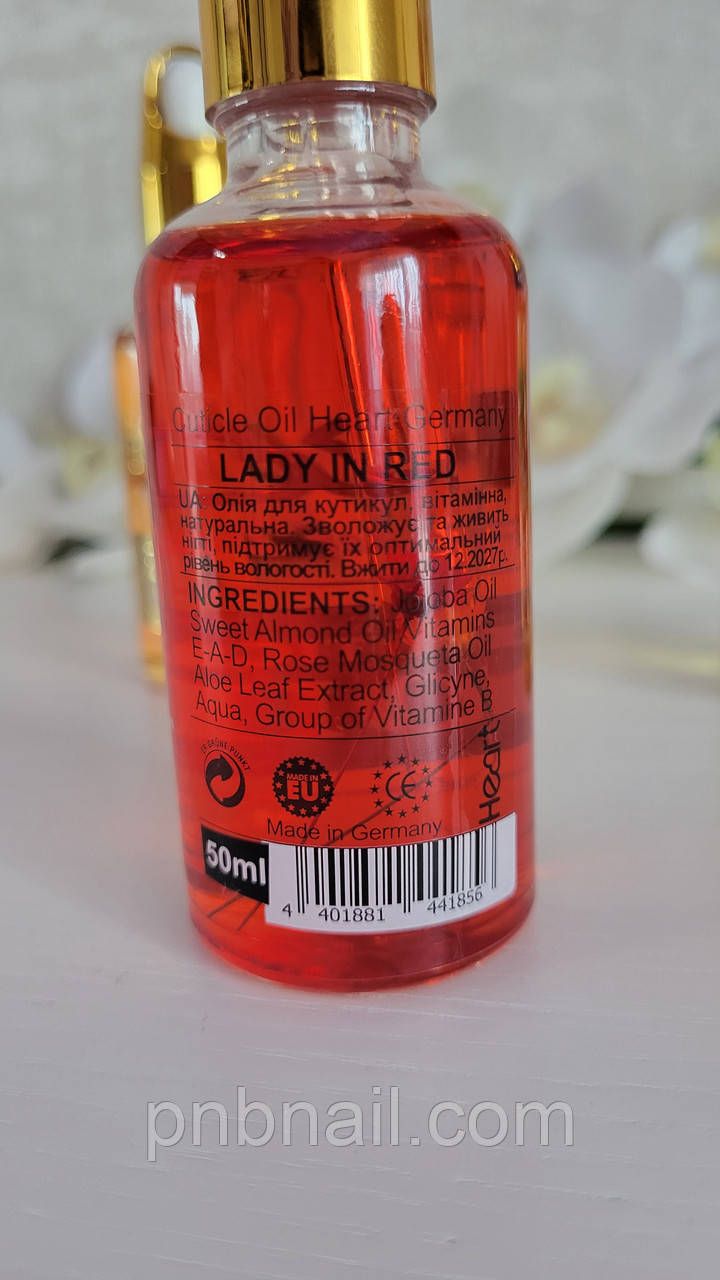 Cuticle Oil Heart Germany
LADY IN RED
UA: Олія для кутикул, вітамінна,
натуральна. Зволожує та живить
нігті, підтримує їх оптимальний
рівень вологості. Вжити до 12.2027р.
INGREDIENTS: Jojoba Oil
Sweet Almond Oil Vitamins
E-A-D, Rose Mosqueta Oil
Aloe Leaf Extract, Glicyne,
Aqua, Group of Vitamine B
DER GRÜNE PUNKT
MADE IN
EU
CE
Heart
Made in Germany
50ml
4 401881 441856
pnbnail.com